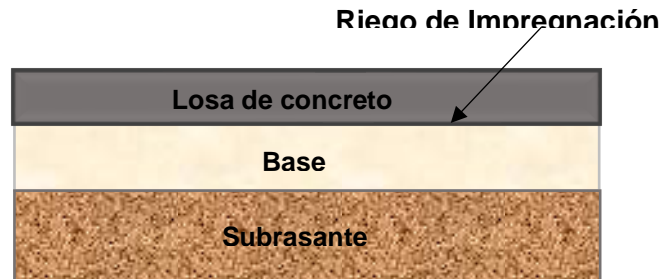 Riego de Impregnación
Losa de concreto
Base
Subrasante